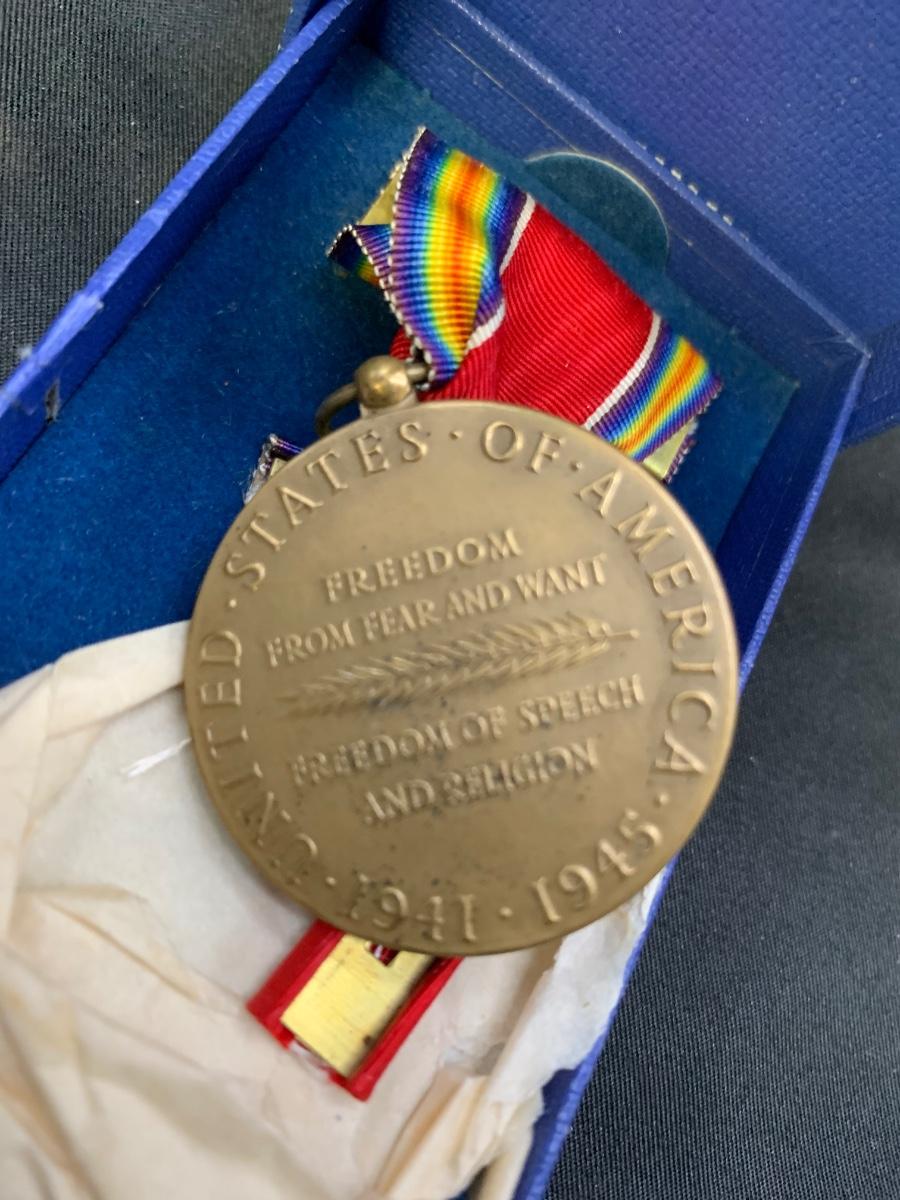 UNITED · STATES · OF · AMERICA · 1941 · 1945
FREEDOM
FROM FEAR AND WANT
FREEDOM OF SPEECH
AND RELIGION